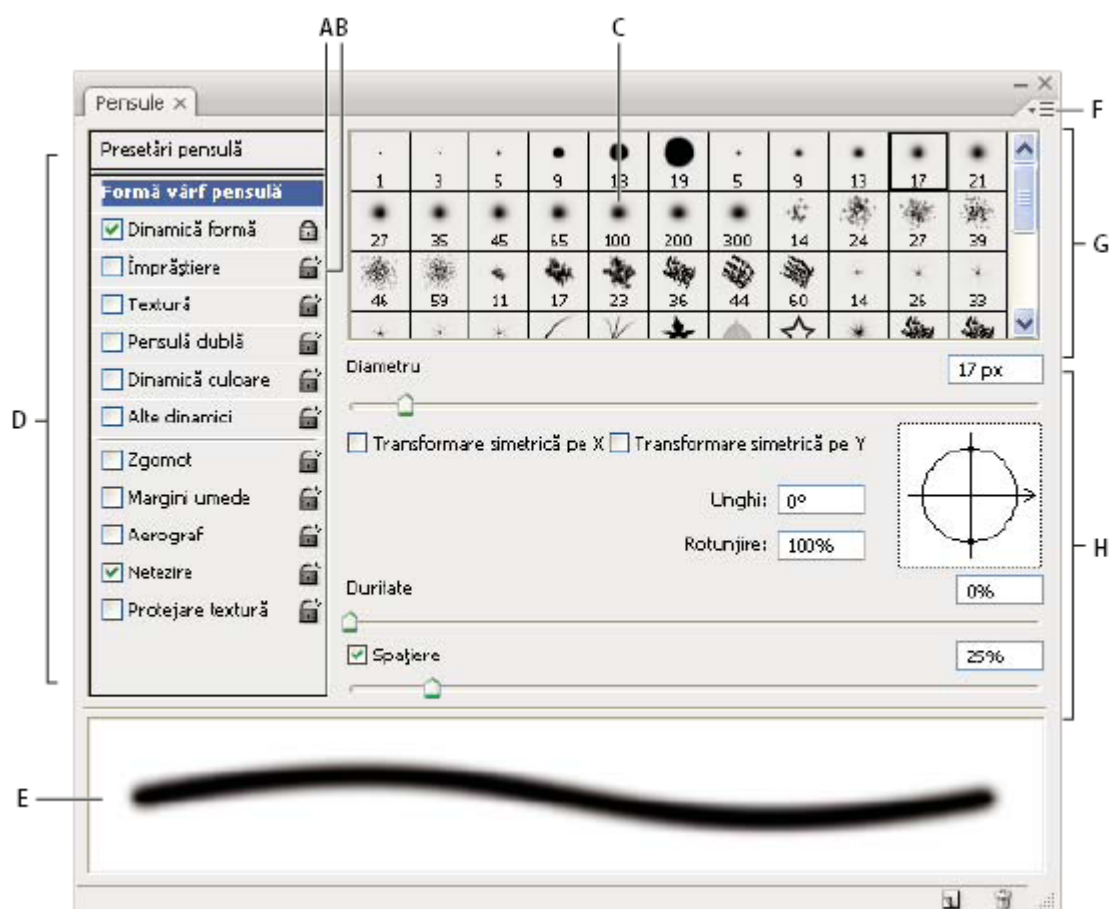 A B C
Pensule
F
Presetări pensulă
Formă vârf pensulă
Dinamică formă
Împrăştiere
Textură
Pensulă dublă
Dinamică culoare
Alte dinamici
Zgomot
Margini umede
Aerograf
Netezire
Protejare textură
D
1 3 5 9 13 19 5 9 13 17 21
27 35 45 65 100 200 300 14 24 27 39
46 59 11 17 23 36 44 60 14 26 33
G
Diametru 17 px
Transformare simetrică pe X Transformare simetrică pe Y
Unghi: 0°
Rotunjire: 100%
H
Duritate 0%
Spaţiere 25%
E